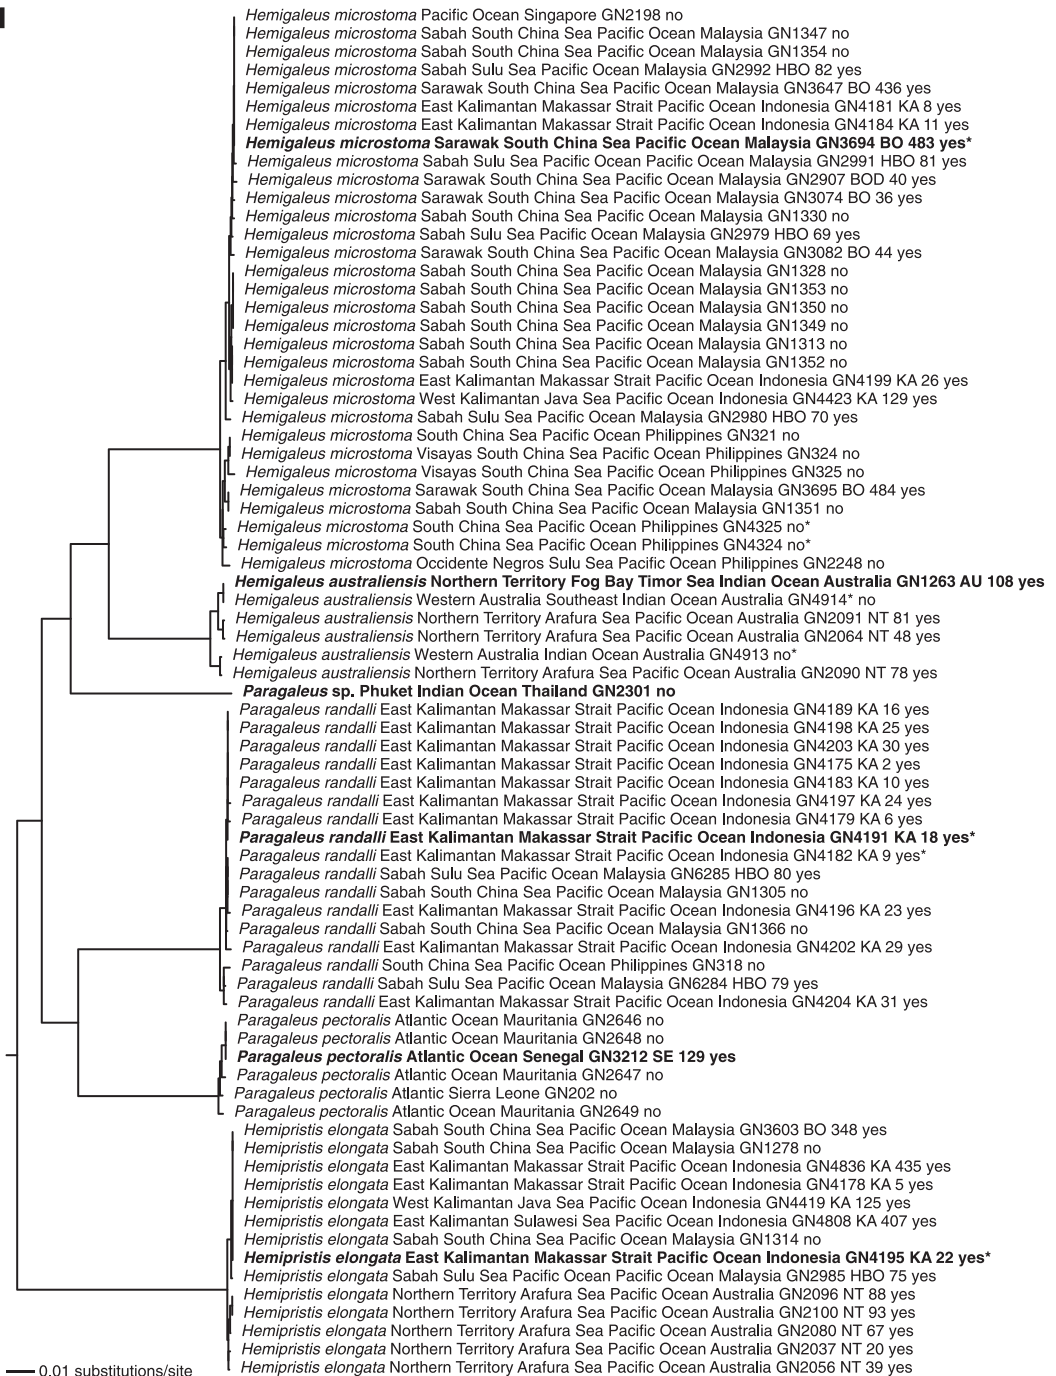 Hemigaleus microstoma Pacific Ocean Singapore GN2198 no
Hemigaleus microstoma Sabah South China Sea Pacific Ocean Malaysia GN1347 no
Hemigaleus microstoma Sabah South China Sea Pacific Ocean Malaysia GN1354 no
Hemigaleus microstoma Sabah Sulu Sea Pacific Ocean Malaysia GN2992 HBO 82 yes
Hemigaleus microstoma Sarawak South China Sea Pacific Ocean Malaysia GN3647 BO 436 yes
Hemigaleus microstoma East Kalimantan Makassar Strait Pacific Ocean Indonesia GN4181 KA 8 yes
Hemigaleus microstoma East Kalimantan Makassar Strait Pacific Ocean Indonesia GN4184 KA 11 yes
Hemigaleus microstoma Sarawak South China Sea Pacific Ocean Malaysia GN3694 BO 483 yes*
Hemigaleus microstoma Sabah Sulu Sea Pacific Ocean Pacific Ocean Malaysia GN2991 HBO 81 yes
Hemigaleus microstoma Sarawak South China Sea Pacific Ocean Malaysia GN2907 BOD 40 yes
Hemigaleus microstoma Sarawak South China Sea Pacific Ocean Malaysia GN3074 BO 36 yes
Hemigaleus microstoma Sabah South China Sea Pacific Ocean Malaysia GN1330 no
Hemigaleus microstoma Sabah Sulu Sea Pacific Ocean Malaysia GN2979 HBO 69 yes
Hemigaleus microstoma Sarawak South China Sea Pacific Ocean Malaysia GN3082 BO 44 yes
Hemigaleus microstoma Sabah South China Sea Pacific Ocean Malaysia GN1328 no
Hemigaleus microstoma Sabah South China Sea Pacific Ocean Malaysia GN1353 no
Hemigaleus microstoma Sabah South China Sea Pacific Ocean Malaysia GN1350 no
Hemigaleus microstoma Sabah South China Sea Pacific Ocean Malaysia GN1349 no
Hemigaleus microstoma Sabah South China Sea Pacific Ocean Malaysia GN1313 no
Hemigaleus microstoma Sabah South China Sea Pacific Ocean Malaysia GN1352 no
Hemigaleus microstoma East Kalimantan Makassar Strait Pacific Ocean Indonesia GN4199 KA 26 yes
Hemigaleus microstoma West Kalimantan Java Sea Pacific Ocean Indonesia GN4423 KA 129 yes
Hemigaleus microstoma Sabah Sulu Sea Pacific Ocean Malaysia GN2980 HBO 70 yes
Hemigaleus microstoma South China Sea Pacific Ocean Philippines GN321 no
Hemigaleus microstoma Visayas South China Sea Pacific Ocean Philippines GN324 no
Hemigaleus microstoma Visayas South China Sea Pacific Ocean Philippines GN325 no
Hemigaleus microstoma Sarawak South China Sea Pacific Ocean Malaysia GN3695 BO 484 yes
Hemigaleus microstoma Sabah South China Sea Pacific Ocean Malaysia GN1351 no
Hemigaleus microstoma South China Sea Pacific Ocean Philippines GN4325 no*
Hemigaleus microstoma South China Sea Pacific Ocean Philippines GN4324 no*
Hemigaleus microstoma Occidente Negros Sulu Sea Pacific Ocean Philippines GN2248 no
Hemigaleus australiensis Northern Territory Fog Bay Timor Sea Indian Ocean Australia GN1263 AU 108 yes
Hemigaleus australiensis Western Australia Southeast Indian Ocean Australia GN4914* no
Hemigaleus australiensis Northern Territory Arafura Sea Pacific Ocean Australia GN2091 NT 81 yes
Hemigaleus australiensis Northern Territory Arafura Sea Pacific Ocean Australia GN2064 NT 48 yes
Hemigaleus australiensis Western Australia Indian Ocean Australia GN4913 no*
Hemigaleus australiensis Northern Territory Arafura Sea Pacific Ocean Australia GN2090 NT 78 yes
Paragaleus sp. Phuket Indian Ocean Thailand GN2301 no
Paragaleus randalli East Kalimantan Makassar Strait Pacific Ocean Indonesia GN4189 KA 16 yes
Paragaleus randalli East Kalimantan Makassar Strait Pacific Ocean Indonesia GN4198 KA 25 yes
Paragaleus randalli East Kalimantan Makassar Strait Pacific Ocean Indonesia GN4203 KA 30 yes
Paragaleus randalli East Kalimantan Makassar Strait Pacific Ocean Indonesia GN4175 KA 2 yes
Paragaleus randalli East Kalimantan Makassar Strait Pacific Ocean Indonesia GN4183 KA 10 yes
Paragaleus randalli East Kalimantan Makassar Strait Pacific Ocean Indonesia GN4197 KA 24 yes
Paragaleus randalli East Kalimantan Makassar Strait Pacific Ocean Indonesia GN4179 KA 6 yes
Paragaleus randalli East Kalimantan Makassar Strait Pacific Ocean Indonesia GN4191 KA 18 yes*
Paragaleus randalli East Kalimantan Makassar Strait Pacific Ocean Indonesia GN4182 KA 9 yes*
Paragaleus randalli Sabah Sulu Sea Pacific Ocean Malaysia GN6285 HBO 80 yes
Paragaleus randalli Sabah South China Sea Pacific Ocean Malaysia GN1305 no
Paragaleus randalli East Kalimantan Makassar Strait Pacific Ocean Indonesia GN4196 KA 23 yes
Paragaleus randalli Sabah South China Sea Pacific Ocean Malaysia GN1366 no
Paragaleus randalli East Kalimantan Makassar Strait Pacific Ocean Indonesia GN4202 KA 29 yes
Paragaleus randalli South China Sea Pacific Ocean Philippines GN318 no
Paragaleus randalli Sabah Sulu Sea Pacific Ocean Malaysia GN6284 HBO 79 yes
Paragaleus randalli East Kalimantan Makassar Strait Pacific Ocean Indonesia GN4204 KA 31 yes
Paragaleus pectoralis Atlantic Ocean Mauritania GN2646 no
Paragaleus pectoralis Atlantic Ocean Mauritania GN2648 no
Paragaleus pectoralis Atlantic Ocean Senegal GN3212 SE 129 yes
Paragaleus pectoralis Atlantic Ocean Mauritania GN2647 no
Paragaleus pectoralis Atlantic Sierra Leone GN202 no
Paragaleus pectoralis Atlantic Ocean Mauritania GN2649 no
Hemipristis elongata Sabah South China Sea Pacific Ocean Malaysia GN3603 BO 348 yes
Hemipristis elongata Sabah South China Sea Pacific Ocean Malaysia GN1278 no
Hemipristis elongata East Kalimantan Makassar Strait Pacific Ocean Indonesia GN4836 KA 435 yes
Hemipristis elongata East Kalimantan Makassar Strait Pacific Ocean Indonesia GN4178 KA 5 yes
Hemipristis elongata West Kalimantan Java Sea Pacific Ocean Indonesia GN4419 KA 125 yes
Hemipristis elongata East Kalimantan Sulawesi Sea Pacific Ocean Indonesia GN4808 KA 407 yes
Hemipristis elongata Sabah South China Sea Pacific Ocean Malaysia GN1314 no
Hemipristis elongata East Kalimantan Makassar Strait Pacific Ocean Indonesia GN4195 KA 22 yes*
Hemipristis elongata Sabah Sulu Sea Pacific Ocean Pacific Ocean Malaysia GN2985 HBO 75 yes
Hemipristis elongata Northern Territory Arafura Sea Pacific Ocean Australia GN2096 NT 88 yes
Hemipristis elongata Northern Territory Arafura Sea Pacific Ocean Australia GN2100 NT 93 yes
Hemipristis elongata Northern Territory Arafura Sea Pacific Ocean Australia GN2080 NT 67 yes
Hemipristis elongata Northern Territory Arafura Sea Pacific Ocean Australia GN2037 NT 20 yes
Hemipristis elongata Northern Territory Arafura Sea Pacific Ocean Australia GN2056 NT 39 yes
0.01 substitutions/site